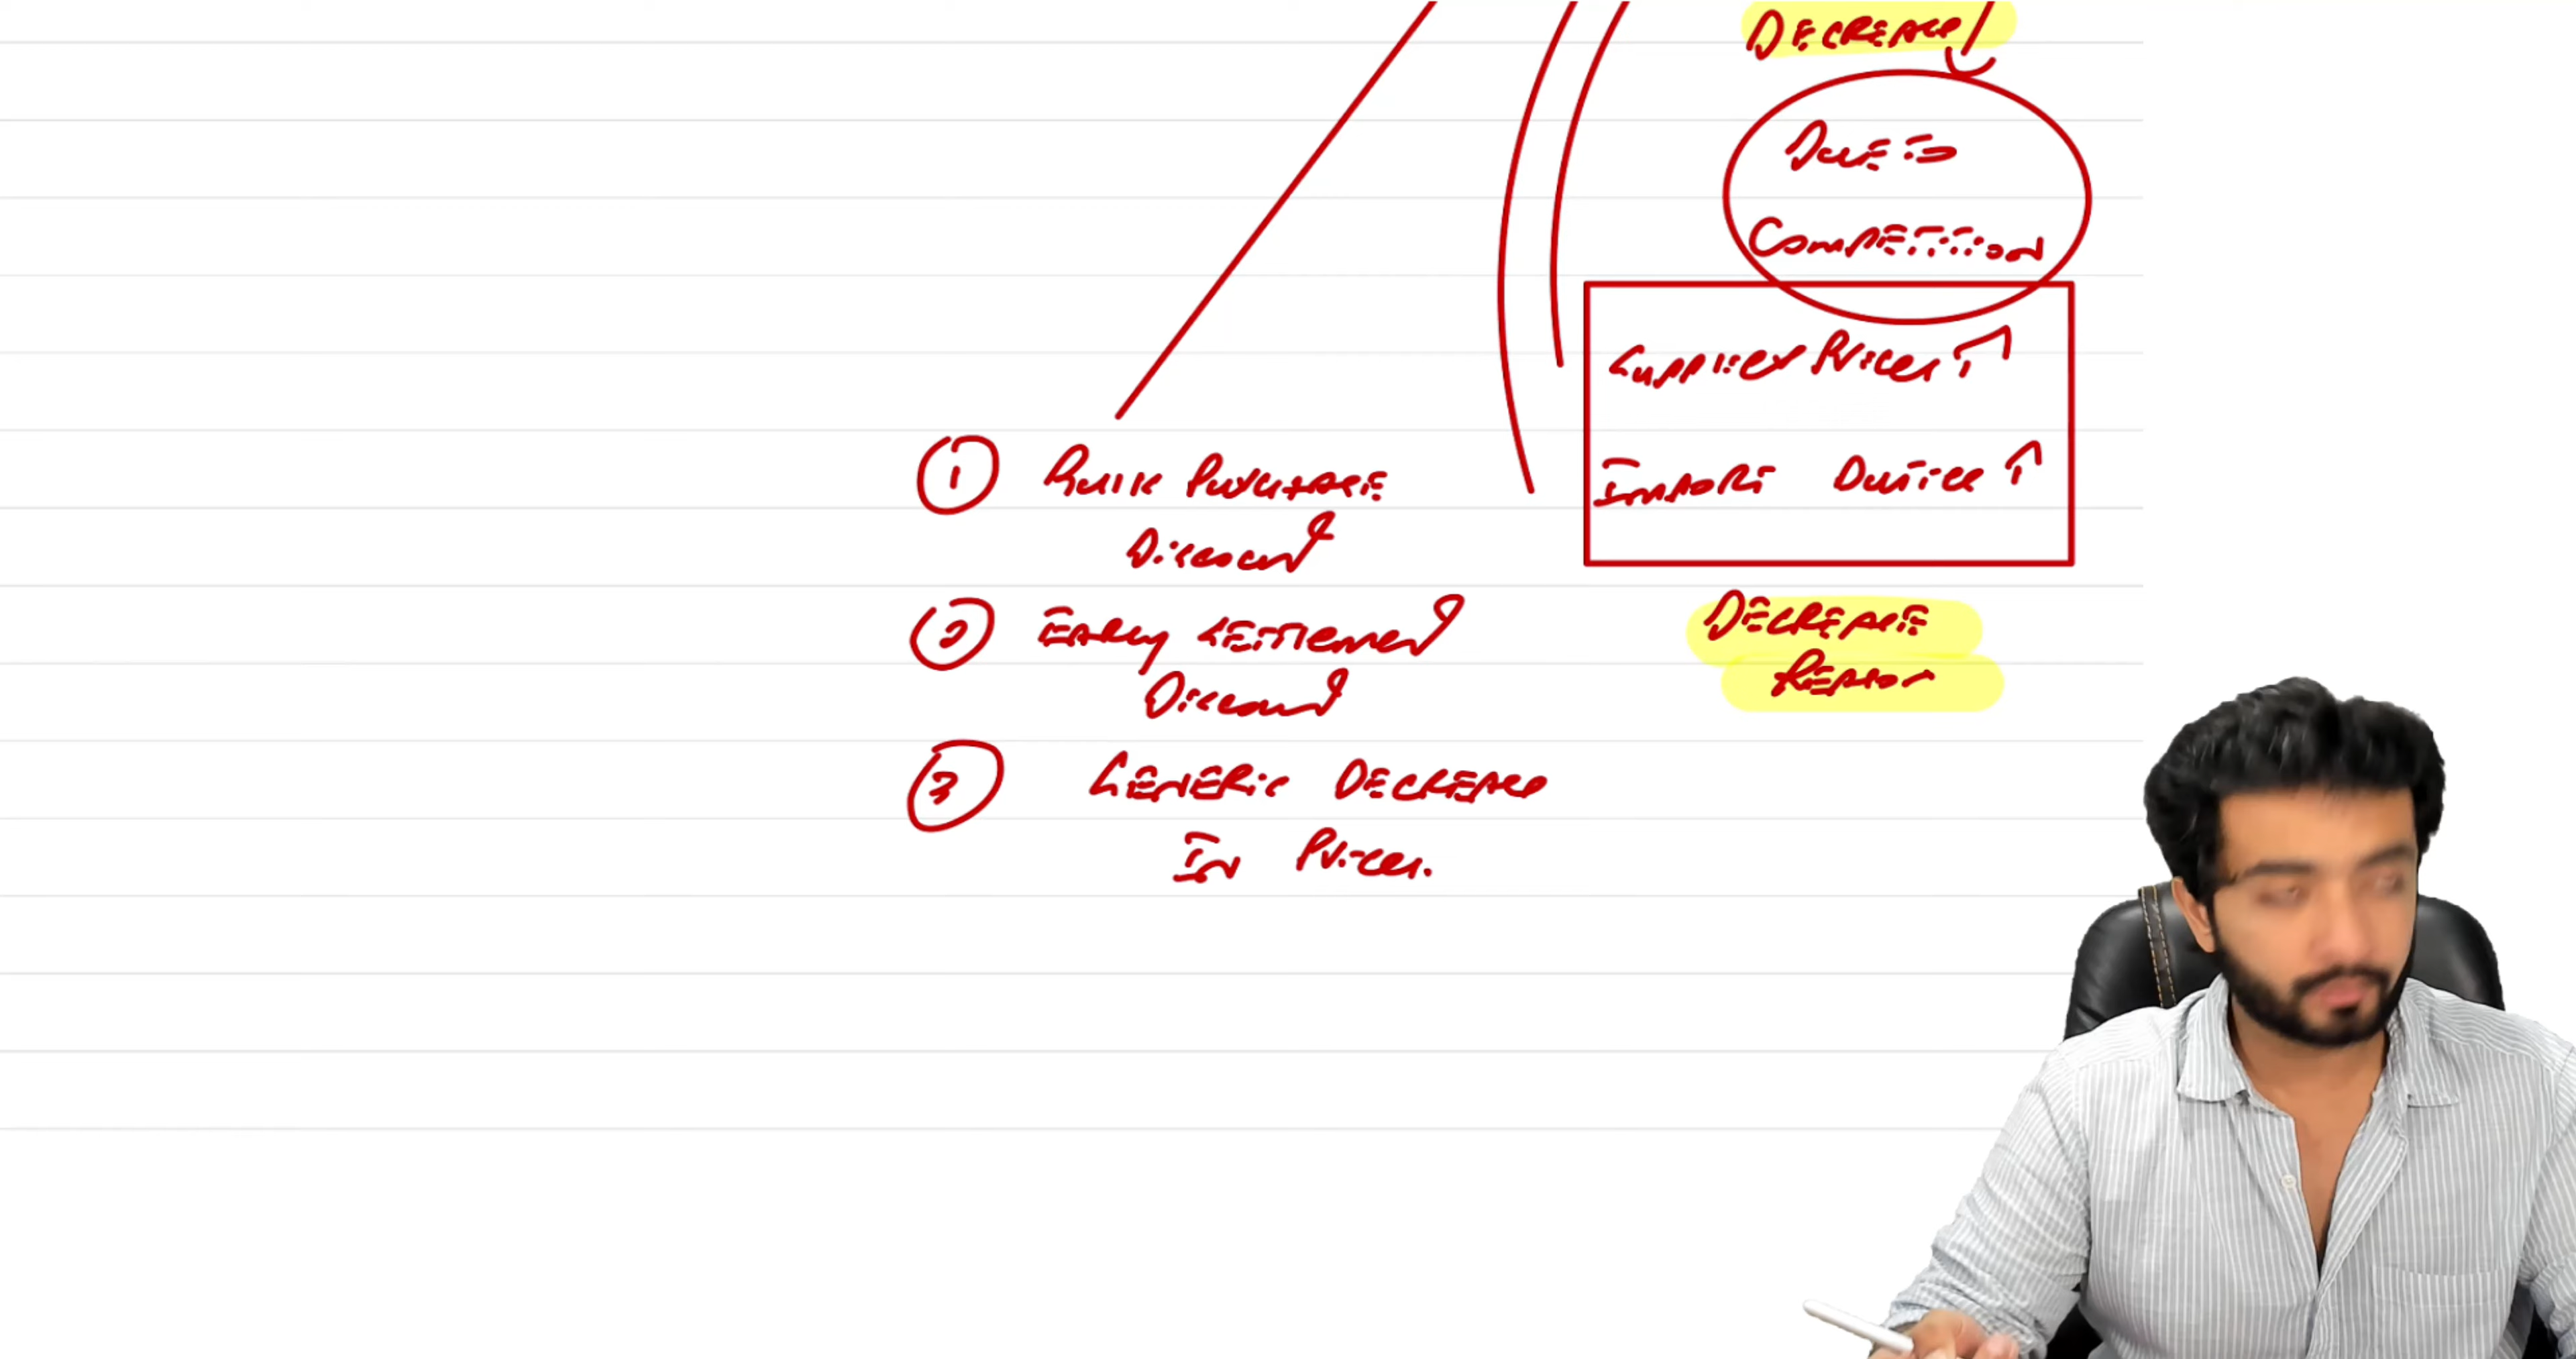 DECREASE
DUE TO
COMPETITION
SUPPLIER PRICES ↑
IMPORT DUTIES ↑
① BULK PURCHASE
DISCOUNT
② EARLY SETTLEMENT
DISCOUNT
DECREASE
REASON
③ GENERIC DECREASE
IN PRICES.